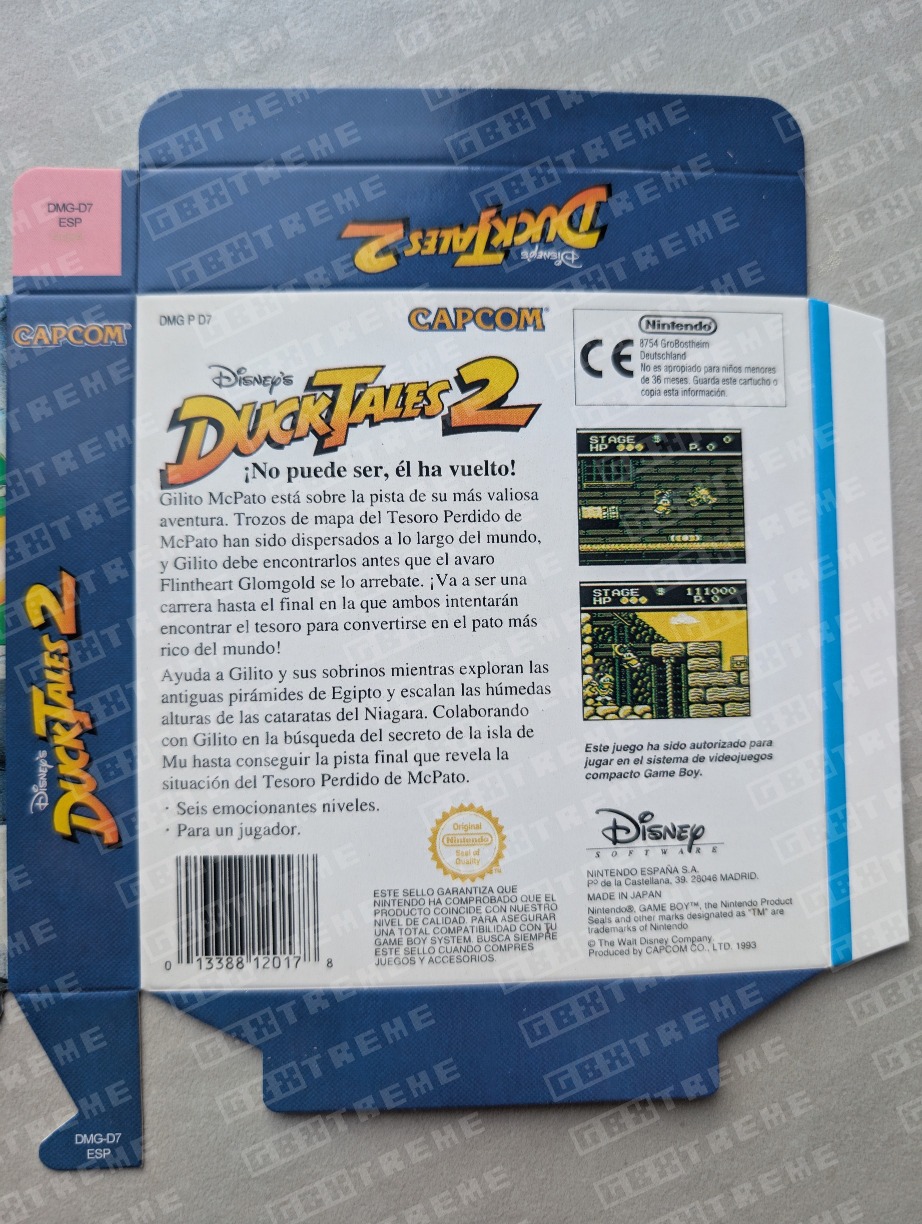 DMG-D7
ESP
DISNEY'S
DUCKTALES 2
CAPCOM
DISNEY'S
DUCKTALES 2
DMG-D7
ESP
DMG P D7
CAPCOM
Nintendo
CE
8754 GroBostheim
Deutschland
No es apropiado para niños menores
de 36 meses. Guarda este cartucho o
copia esta información.
DISNEY'S
DUCKTALES 2
¡No puede ser, él ha vuelto!
Gilito McPato está sobre la pista de su más valiosa
aventura. Trozos de mapa del Tesoro Perdido de
McPato han sido dispersados a lo largo del mundo,
y Gilito debe encontrarlos antes que el avaro
Flintheart Glomgold se lo arrebate. ¡Va a ser una
carrera hasta el final en la que ambos intentarán
encontrar el tesoro para convertirse en el pato más
rico del mundo!
Ayuda a Gilito y sus sobrinos mientras exploran las
antiguas pirámides de Egipto y escalan las húmedas
alturas de las cataratas del Niagara. Colaborando
con Gilito en la búsqueda del secreto de la isla de
Mu hasta conseguir la pista final que revela la
situación del Tesoro Perdido de McPato.
· Seis emocionantes niveles.
· Para un jugador.
STAGE $ 0
HP P. 0
STAGE $ 111000
HP P. 0
Este juego ha sido autorizado para
jugar en el sistema de videojuegos
compacto Game Boy.
Original
Nintendo
Seal of
Quality
TM
ESTE SELLO GARANTIZA QUE
NINTENDO HA COMPROBADO QUE EL
PRODUCTO COINCIDE CON NUESTRO
NIVEL DE CALIDAD. PARA ASEGURAR
UNA TOTAL COMPATIBILIDAD CON TU
GAME BOY SYSTEM. BUSCA SIEMPRE
ESTE SELLO CUANDO COMPRES
JUEGOS Y ACCESORIOS.
0 13388 12017 8
DISNEY
SOFTWARE
NINTENDO ESPAÑA S.A.
Pº de la Castellana, 39. 28046 MADRID.
MADE IN JAPAN
Nintendo®, GAME BOY™, the Nintendo Product
Seals and other marks designated as "TM" are
trademarks of Nintendo
© The Walt Disney Company
Produced by CAPCOM CO., LTD. 1993
GBXTREME